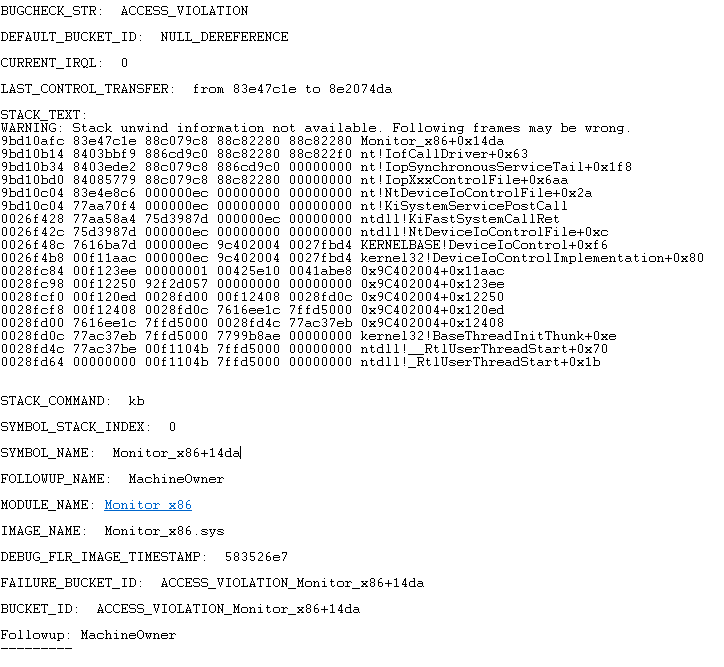 BUGCHECK_STR:  ACCESS_VIOLATION
DEFAULT_BUCKET_ID:  NULL_DEREFERENCE
CURRENT_IRQL:  0
LAST_CONTROL_TRANSFER:  from 83e47c1e to 8e2074da
STACK_TEXT:
WARNING: Stack unwind information not available. Following frames may be wrong.
9bd10afc 83e47c1e 88c079c8 88c82280 88c82280 Monitor_x86+0x14da
9bd10b14 8403bbf9 886cd9c0 88c82280 88c822f0 nt!IofCallDriver+0x63
9bd10b34 8403ede2 88c079c8 886cd9c0 00000000 nt!IopSynchronousServiceTail+0x1f8
9bd10bd0 84085779 88c079c8 88c82280 00000000 nt!IopXxxControlFile+0x6aa
9bd10c04 83e4e8c6 000000ec 00000000 00000000 nt!NtDeviceIoControlFile+0x2a
9bd10c04 77aa70f4 000000ec 00000000 00000000 nt!KiSystemServicePostCall
0026f428 77aa58a4 75d3987d 000000ec 00000000 ntdll!KiFastSystemCallRet
0026f42c 75d3987d 000000ec 00000000 00000000 ntdll!NtDeviceIoControlFile+0xc
0026f48c 7616ba7d 000000ec 9c402004 0027fbd4 KERNELBASE!DeviceIoControl+0xf6
0026f4b8 00f11aac 000000ec 9c402004 0027fbd4 kernel32!DeviceIoControlImplementation+0x80
0028fc84 00f123ee 00000001 00425e10 0041abe8 0x9C402004+0x11aac
0028fc98 00f12250 92f2d057 00000000 00000000 0x9C402004+0x123ee
0028fcf0 00f120ed 0028fd00 00f12408 0028fd0c 0x9C402004+0x12250
0028fcf8 00f12408 0028fd0c 7616ee1c 7ffd5000 0x9C402004+0x120ed
0028fd00 7616ee1c 7ffd5000 0028fd4c 77ac37eb 0x9C402004+0x12408
0028fd0c 77ac37eb 7ffd5000 7799b8ae 00000000 kernel32!BaseThreadInitThunk+0xe
0028fd4c 77ac37be 00f1104b 7ffd5000 00000000 ntdll!__RtlUserThreadStart+0x70
0028fd64 00000000 00f1104b 7ffd5000 00000000 ntdll!_RtlUserThreadStart+0x1b
STACK_COMMAND:  kb
SYMBOL_STACK_INDEX:  0
SYMBOL_NAME:  Monitor_x86+14da
FOLLOWUP_NAME:  MachineOwner
MODULE_NAME: Monitor_x86
IMAGE_NAME:  Monitor_x86.sys
DEBUG_FLR_IMAGE_TIMESTAMP:  583526e7
FAILURE_BUCKET_ID:  ACCESS_VIOLATION_Monitor_x86+14da
BUCKET_ID:  ACCESS_VIOLATION_Monitor_x86+14da
Followup: MachineOwner
---------